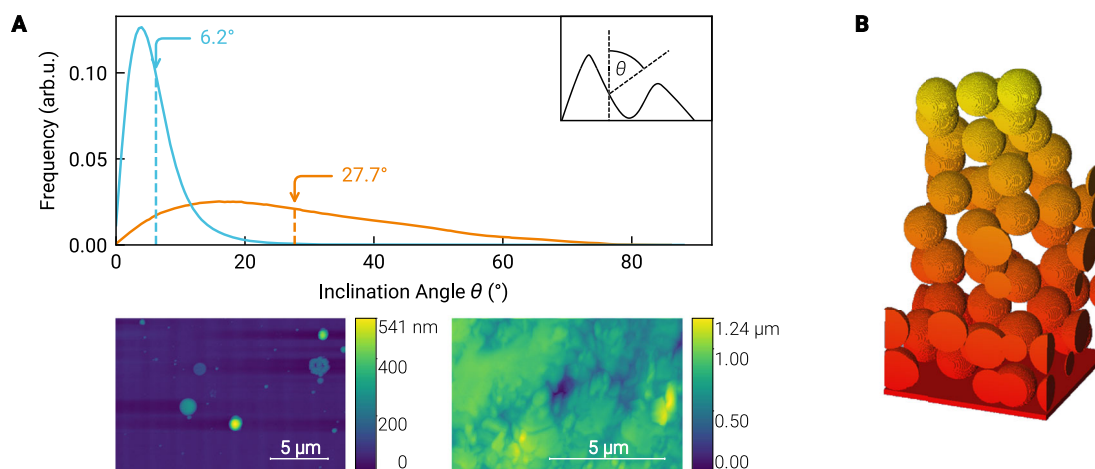 A
B
Frequency (arb.u.)
0.10
0.05
0.00
6.2°
27.7°
θ
0
20
40
60
80
Inclination Angle θ (°)
541 nm
400
200
0
5 µm
1.24 µm
1.00
0.50
0.00
5 µm